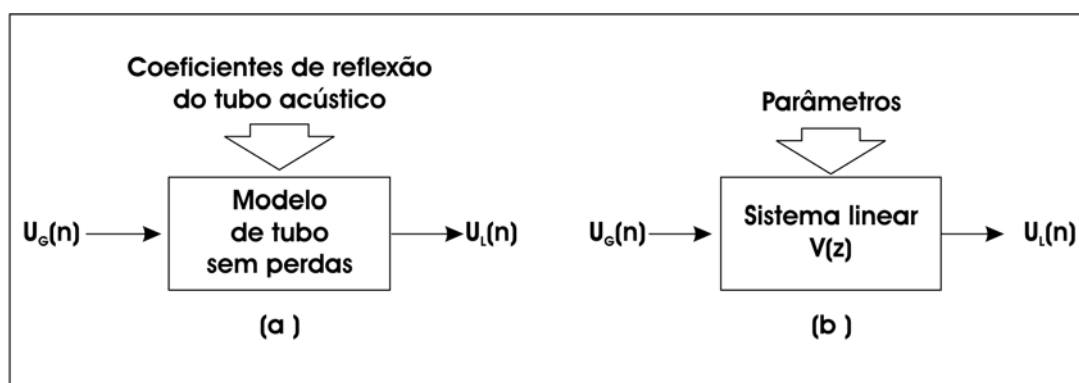 Coeficientes de reflexão
do tubo acústico
U_G(n)
Modelo
de tubo
sem perdas
U_L(n)
(a )
Parâmetros
U_G(n)
Sistema linear
V(z)
U_L(n)
(b )